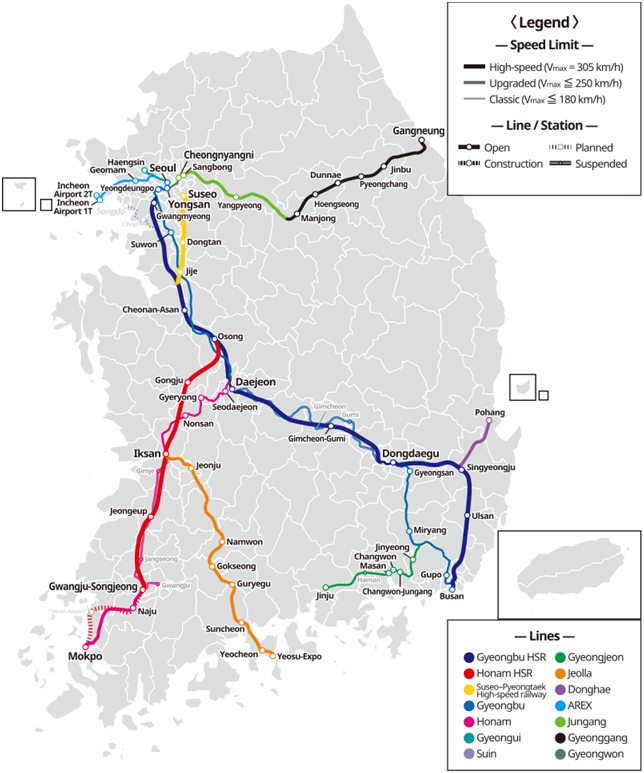 〈 Legend 〉
— Speed Limit —
High-speed (Vmax = 305 km/h)
Upgraded (Vmax ≦ 250 km/h)
Classic (Vmax ≦ 180 km/h)
— Line / Station —
Open
Planned
Construction
Suspended
Gangneung
Jinbu
Pyeongchang
Dunnae
Hoengseong
Manjong
Yangpyeong
Cheongnyangni
Sangbong
Haengsin
Seoul
Geomam
Incheon
Airport 2T
Yeongdeungpo
Yongsan
Suseo
Incheon
Airport 1T
Songdo
Gwangmyeong
Suwon
Dongtan
Jije
Cheonan-Asan
Osong
Gongju
Daejeon
Gyeryong
Seodaejeon
Nonsan
Gimcheon
Gumi
Gimcheon-Gumi
Pohang
Iksan
Dongdaegu
Gimje
Jeonju
Gyeongsan
Singyeongju
Jeongeup
Ulsan
Namwon
Miryang
Jangseong
Gokseong
Jinyeong
Changwon
Masan
Gwangju-Songjeong
Gwangju
Guryegu
Haman
Gupo
Jinju
Changwon-Jungang
Busan
Naju
Suncheon
Mokpo
Yeocheon
Yeosu-Expo
— Lines —
Gyeongbu HSR
Gyeongjeon
Honam HSR
Jeolla
Suseo–Pyeongtaek
High-speed railway
Donghae
Gyeongbu
AREX
Honam
Jungang
Gyeongui
Gyeonggang
Suin
Gyeongwon